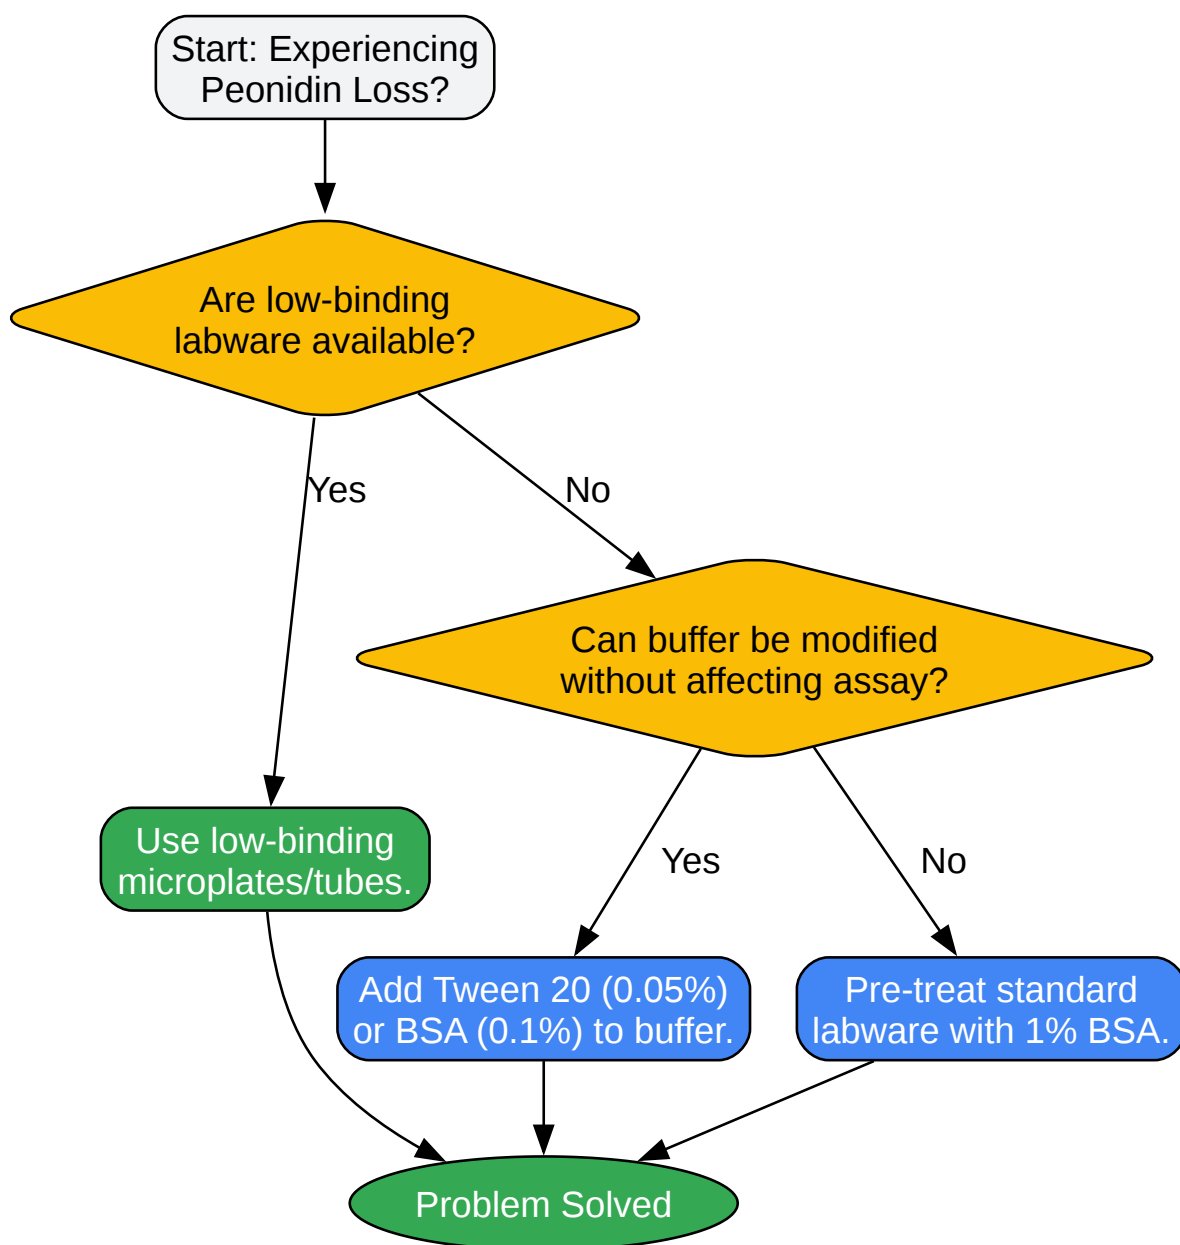 Start: Experiencing
Peonidin Loss?
Are low-binding
labware available?
Yes
No
Can buffer be modified
without affecting assay?
Use low-binding
microplates/tubes.
Yes
No
Add Tween 20 (0.05%)
or BSA (0.1%) to buffer.
Pre-treat standard
labware with 1% BSA.
Problem Solved